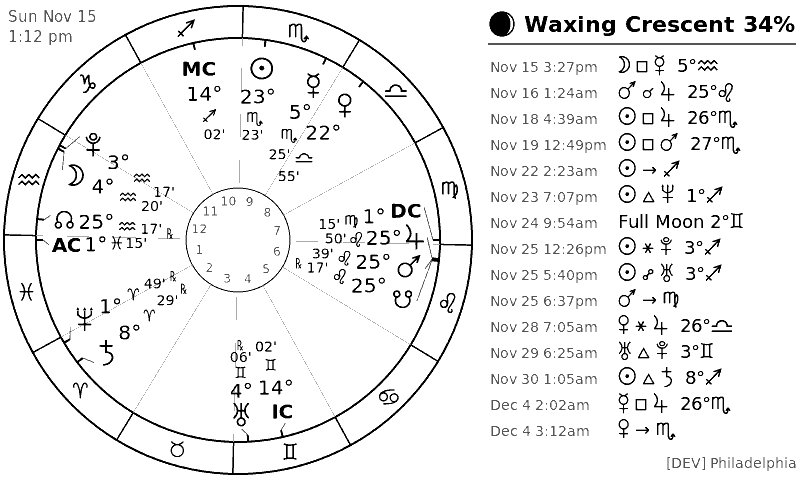 Sun Nov 15
1:12 pm
Waxing Crescent 34%
Nov 15 3:27pm ☽ □ ☿ 5°♒
Nov 16 1:24am ♂ ☌ ♃ 25°♌
Nov 18 4:39am ☉ □ ♃ 26°♏
Nov 19 12:49pm ☉ □ ♂ 27°♏
Nov 22 2:23am ☉ → ♐
Nov 23 7:07pm ☉ △ ♆ 1°♐
Nov 24 9:54am Full Moon 2°♊
Nov 25 12:26pm ☉ ⚹ ♇ 3°♐
Nov 25 5:40pm ☉ ☍ ♅ 3°♐
Nov 25 6:37pm ♂ → ♍
Nov 28 7:05am ♀ ⚹ ♃ 26°♎
Nov 29 6:25am ♅ △ ♇ 3°♊
Nov 30 1:05am ☉ △ ♄ 8°♐
Dec 4 2:02am ☿ □ ♃ 26°♏
Dec 4 3:12am ♀ → ♏
[DEV] Philadelphia
♐ ♏ ♎ ♍ ♌ ♋ ♊ ♉ ♈ ♓ ♒ ♑
MC 14° ♐ 02'
☉ 23° ♏ 23'
☿ 5° ♏ 25'
♀ 22° ♎ 55'
♇ 3° ♒ 17'
☽ 4° ♒ 20'
☊ 25° ♒ 17' ℞
AC 1° ♓ 15'
♆ 1° ♈ 49' ℞
♄ 8° ♈ 29' ℞
♅ 4° ♊ 06' ℞
IC 14° ♊ 02'
DC 1° ♍ 15'
♃ 25° ♌ 50'
♂ 25° ♌ 39'
☋ 25° ♌ 17' ℞
1 2 3 4 5 6 7 8 9 10 11 12